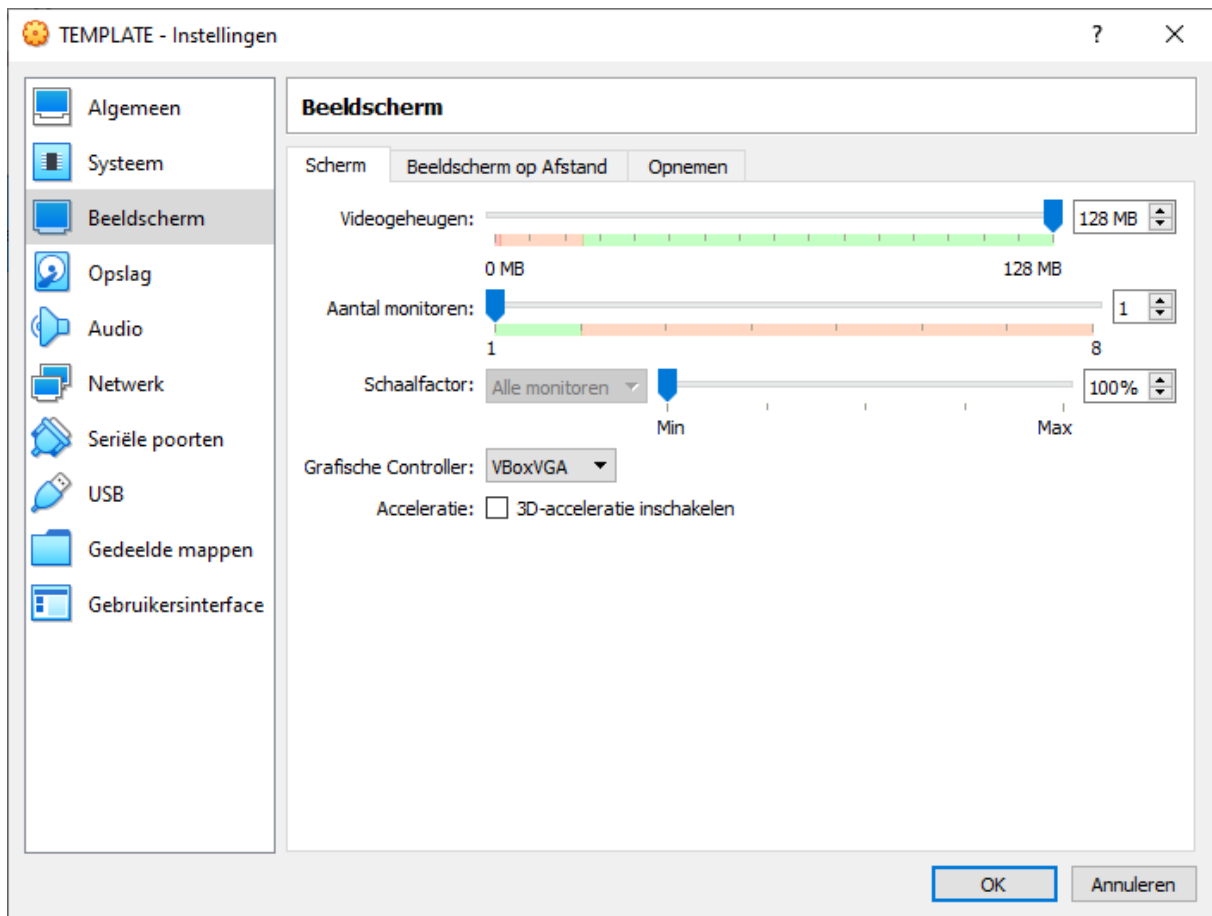 TEMPLATE - Instellingen ?
Algemeen
Systeem
Beeldscherm
Opslag
Audio
Netwerk
Seriële poorten
USB
Gedeelde mappen
Gebruikersinterface
Beeldscherm
Scherm Beeldscherm op Afstand Opnemen
Videogeheugen: 128 MB
0 MB 128 MB
Aantal monitoren: 1
1 8
Schaalfactor: Alle monitoren 100%
Min Max
Grafische Controller: VBoxVGA
Acceleratie: 3D-acceleratie inschakelen
OK Annuleren